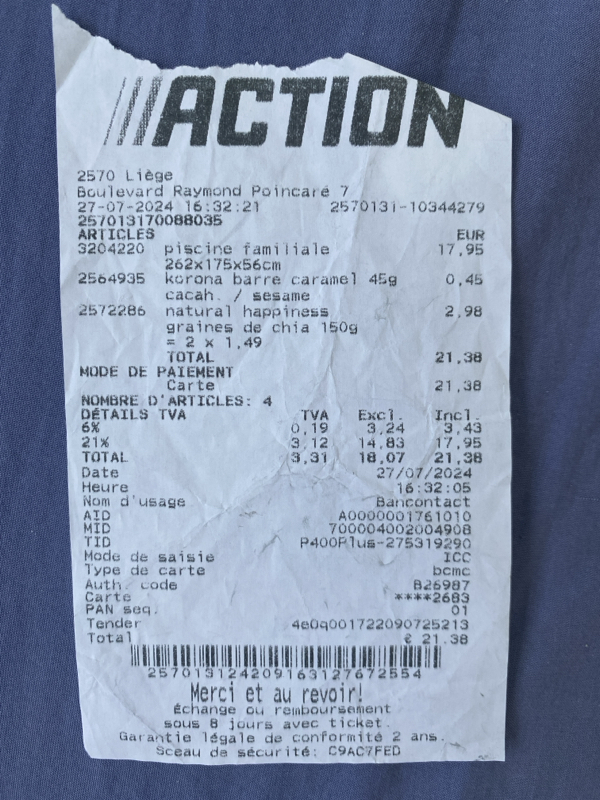 ACTION
2570 Liège
Boulevard Raymond Poincaré 7
27-07-2024 16:32:21 2570131-10344279
257013170088035
ARTICLES EUR
3204220 piscine familiale 17,95
262x175x56cm
2564935 korona barre caramel 45g 0,45
cacah. / sesame
2572286 natural happiness 2,98
graines de chia 150g
= 2 x 1,49
TOTAL 21,38
MODE DE PAIEMENT
Carte 21,38
NOMBRE D'ARTICLES: 4
DÉTAILS TVA TVA Excl. Incl.
6% 0,19 3,24 3,43
21% 3,12 14,83 17,95
TOTAL 3,31 18,07 21,38
Date 27/07/2024
Heure 16:32:05
Nom d'usage Bancontact
AID A0000001761010
MID 700004002004908
TID P400Plus-275319290
Mode de saisie ICC
Type de carte bcmc
Auth. code B26987
Carte ****2683
PAN seq. 01
Tender 4e0q001722090725213
Total € 21.38
257013124209163127672554
Merci et au revoir!
échange ou remboursement
sous 8 jours avec ticket.
Garantie légale de conformité 2 ans.
Sceau de sécurité: C9AC7FED